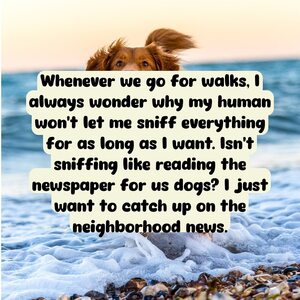 Whenever we go for walks, I
always wonder why my human
won't let me sniff everything
for as long as I want. Isn't
sniffing like reading the
newspaper for us dogs? I just
want to catch up on the
neighborhood news.